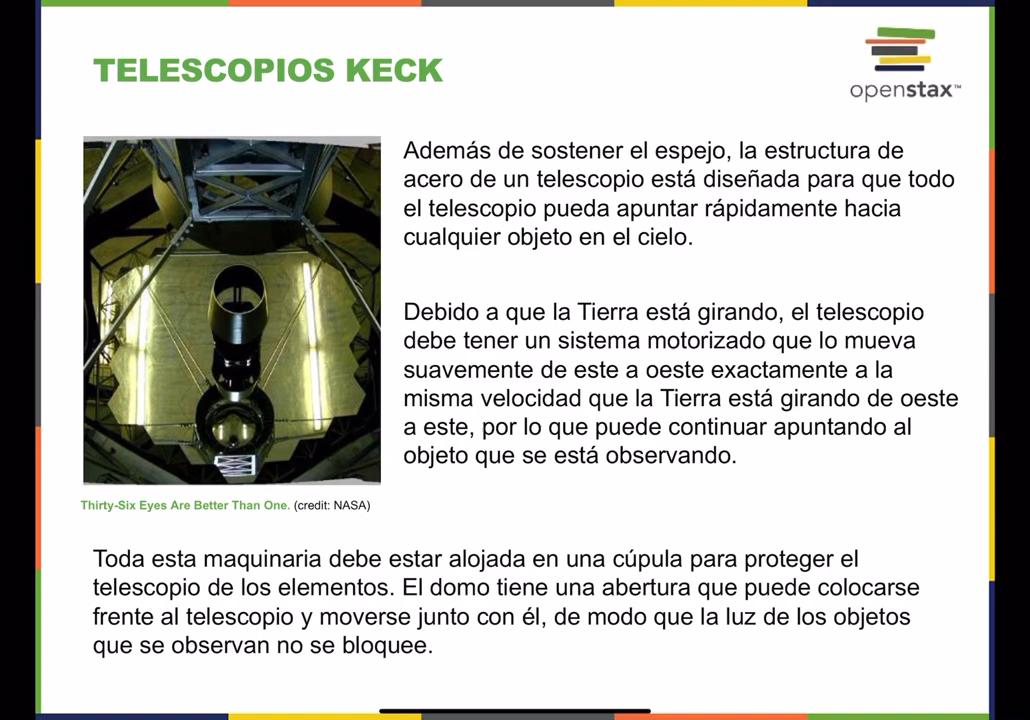 TELESCOPIOS KECK
openstax™
Además de sostener el espejo, la estructura de
acero de un telescopio está diseñada para que todo
el telescopio pueda apuntar rápidamente hacia
cualquier objeto en el cielo.
Debido a que la Tierra está girando, el telescopio
debe tener un sistema motorizado que lo mueva
suavemente de este a oeste exactamente a la
misma velocidad que la Tierra está girando de oeste
a este, por lo que puede continuar apuntando al
objeto que se está observando.
Thirty-Six Eyes Are Better Than One. (credit: NASA)
Toda esta maquinaria debe estar alojada en una cúpula para proteger el
telescopio de los elementos. El domo tiene una abertura que puede colocarse
frente al telescopio y moverse junto con él, de modo que la luz de los objetos
que se observan no se bloquee.